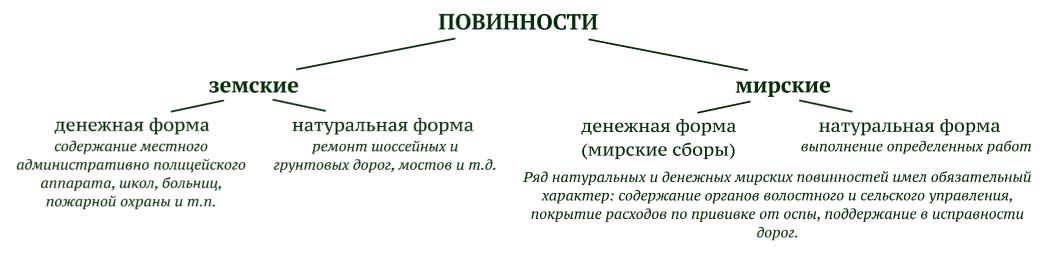 ПОВИННОСТИ
земские
мирские
денежная форма
содержание местного
административно полицейского
аппарата, школ, больниц,
пожарной охраны и т.п.
натуральная форма
ремонт шоссейных и
грунтовых дорог, мостов и т.д.
денежная форма
(мирские сборы)
натуральная форма
выполнение определенных работ
Ряд натуральных и денежных мирских повинностей имел обязательный
характер: содержание органов волостного и сельского управления,
покрытие расходов по прививке от оспы, поддержание в исправности
дорог.